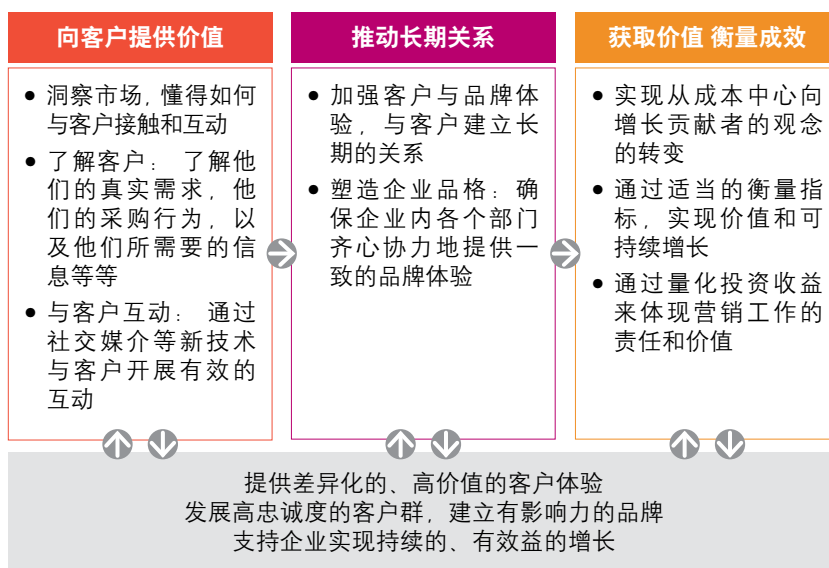 向客户提供价值
● 洞察市场，懂得如何
与客户接触和互动
● 了解客户： 了解他
们的真实需求，他
们的采购行为，以
及他们所需要的信
息等等
● 与客户互动： 通过
社交媒介等新技术
与客户开展有效的
互动
推动长期关系
● 加强客户与品牌体
验，与客户建立长
期的关系
● 塑造企业品格：确
保企业内各个部门
齐心协力地提供一
致的品牌体验
获取价值 衡量成效
● 实现从成本中心向
增长贡献者的观念
的转变
● 通过适当的衡量指
标，实现价值和可
持续增长
● 通过量化投资收益
来体现营销工作的
责任和价值
提供差异化的、高价值的客户体验
发展高忠诚度的客户群，建立有影响力的品牌
支持企业实现持续的、有效益的增长